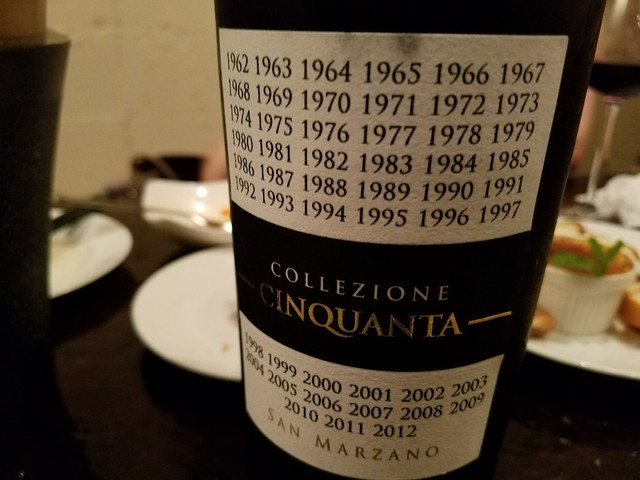 1962 1963 1964 1965 1966 1967
1968 1969 1970 1971 1972 1973
1974 1975 1976 1977 1978 1979
1980 1981 1982 1983 1984 1985
1986 1987 1988 1989 1990 1991
1992 1993 1994 1995 1996 1997
COLLEZIONE
CINQUANTA
1998 1999 2000 2001 2002 2003
2004 2005 2006 2007 2008 2009
2010 2011 2012
SAN MARZANO